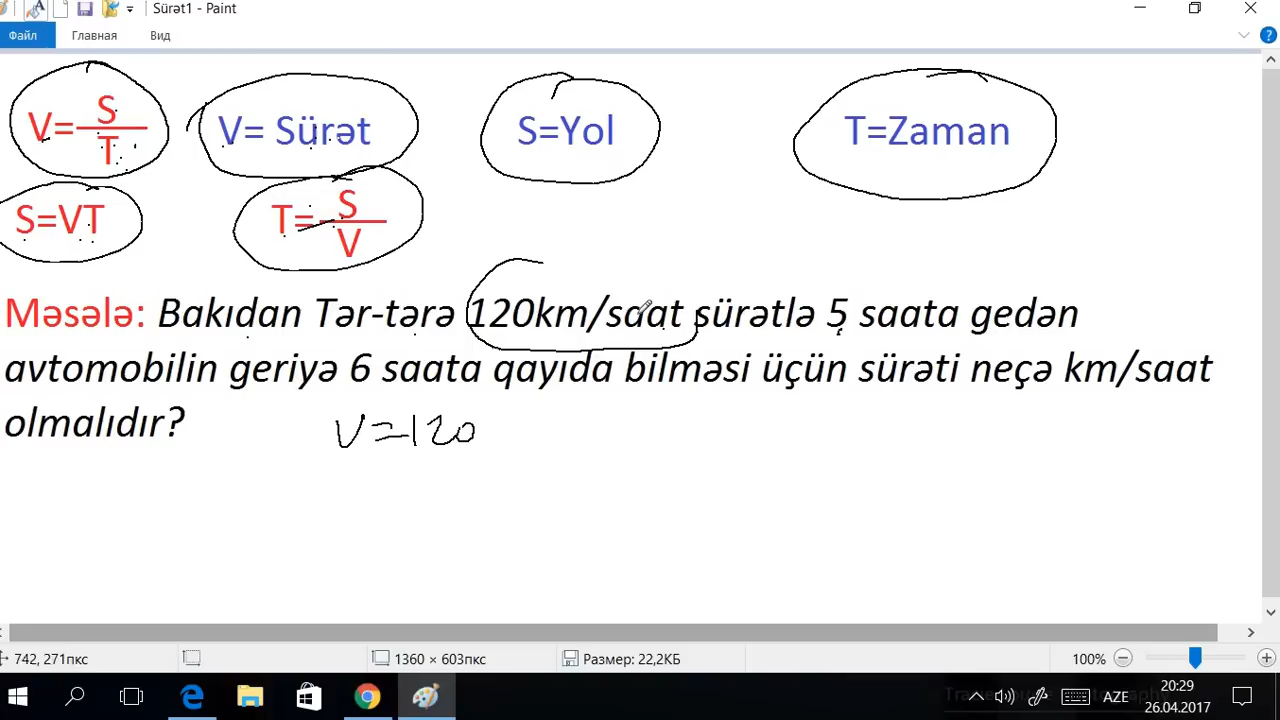 Sürət1 - Paint
Файл Главная Вид
V= S/T V= Sürət S=Yol T=Zaman
S=VT T= S/V
Məsələ: Bakıdan Tər-tərə 120km/saat sürətlə 5 saata gedən
avtomobilin geriyə 6 saata qayıda bilməsi üçün sürəti neçə km/saat
olmalıdır?
V=120
742, 271пкс 1360 × 603пкс Размер: 22,2КБ 100%
20:29
AZE
26.04.2017